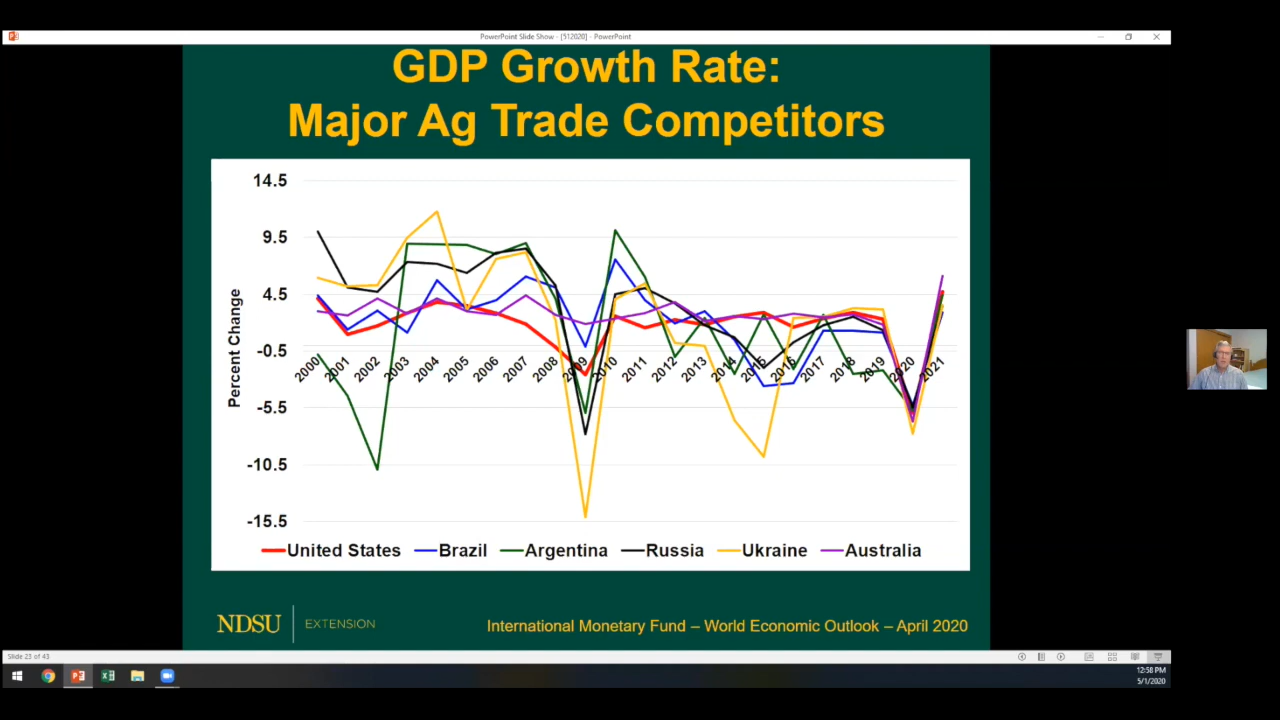 PowerPoint Slide Show - [512020] - PowerPoint
GDP Growth Rate:
Major Ag Trade Competitors
14.5
9.5
4.5
-0.5
-5.5
-10.5
-15.5
Percent Change
2000 2001 2002 2003 2004 2005 2006 2007 2008 2009 2010 2011 2012 2013 2014 2015 2016 2017 2018 2019 2020 2021
United States Brazil Argentina Russia Ukraine Australia
NDSU EXTENSION
International Monetary Fund – World Economic Outlook – April 2020
Slide 23 of 43
12:58 PM
5/1/2020